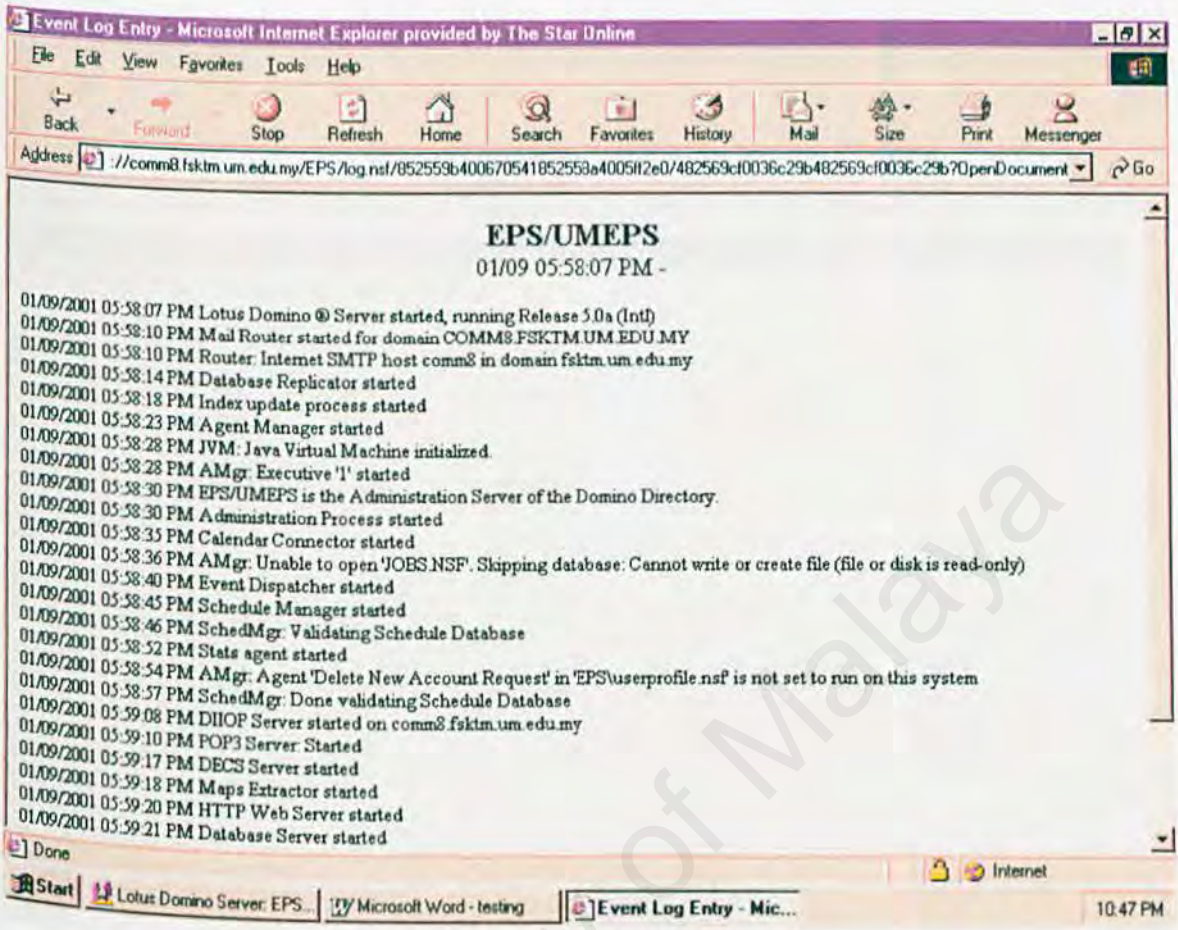 Event Log Entry - Microsoft Internet Explorer provided by The Star Online
File Edit View Favorites Tools Help
Back Forward Stop Refresh Home Search Favorites History Mail Size Print Messenger
Address ://comm8.fsktm.um.edu.my/EPS/log.nsf/852559b400670541852559a4005ff2e0/482569cf0036c29b482569cf0036c29b?OpenDocument Go
EPS/UMEPS
01/09 05:58:07 PM -
01/09/2001 05:58:07 PM Lotus Domino ® Server started, running Release 5.0a (Intl)
01/09/2001 05:58:10 PM Mail Router started for domain COMM8.FSKTM.UM.EDU.MY
01/09/2001 05:58:10 PM Router: Internet SMTP host comm8 in domain fsktm.um.edu.my
01/09/2001 05:58:14 PM Database Replicator started
01/09/2001 05:58:18 PM Index update process started
01/09/2001 05:58:23 PM Agent Manager started
01/09/2001 05:58:28 PM JVM: Java Virtual Machine initialized.
01/09/2001 05:58:28 PM AMgr: Executive '1' started
01/09/2001 05:58:30 PM EPS/UMEPS is the Administration Server of the Domino Directory.
01/09/2001 05:58:30 PM Administration Process started
01/09/2001 05:58:35 PM Calendar Connector started
01/09/2001 05:58:36 PM AMgr: Unable to open 'JOBS.NSF'. Skipping database: Cannot write or create file (file or disk is read-only)
01/09/2001 05:58:40 PM Event Dispatcher started
01/09/2001 05:58:45 PM Schedule Manager started
01/09/2001 05:58:46 PM SchedMgr: Validating Schedule Database
01/09/2001 05:58:52 PM Stats agent started
01/09/2001 05:58:54 PM AMgr: Agent 'Delete New Account Request' in 'EPS\userprofile.nsf' is not set to run on this system
01/09/2001 05:58:57 PM SchedMgr: Done validating Schedule Database
01/09/2001 05:59:08 PM DIIOP Server started on comm8.fsktm.um.edu.my
01/09/2001 05:59:10 PM POP3 Server: Started
01/09/2001 05:59:17 PM DECS Server started
01/09/2001 05:59:18 PM Maps Extractor started
01/09/2001 05:59:20 PM HTTP Web Server started
01/09/2001 05:59:21 PM Database Server started
Done Internet
Start Lotus Domino Server: EPS... Microsoft Word - testing Event Log Entry - Mic... 10:47 PM
of Malaya